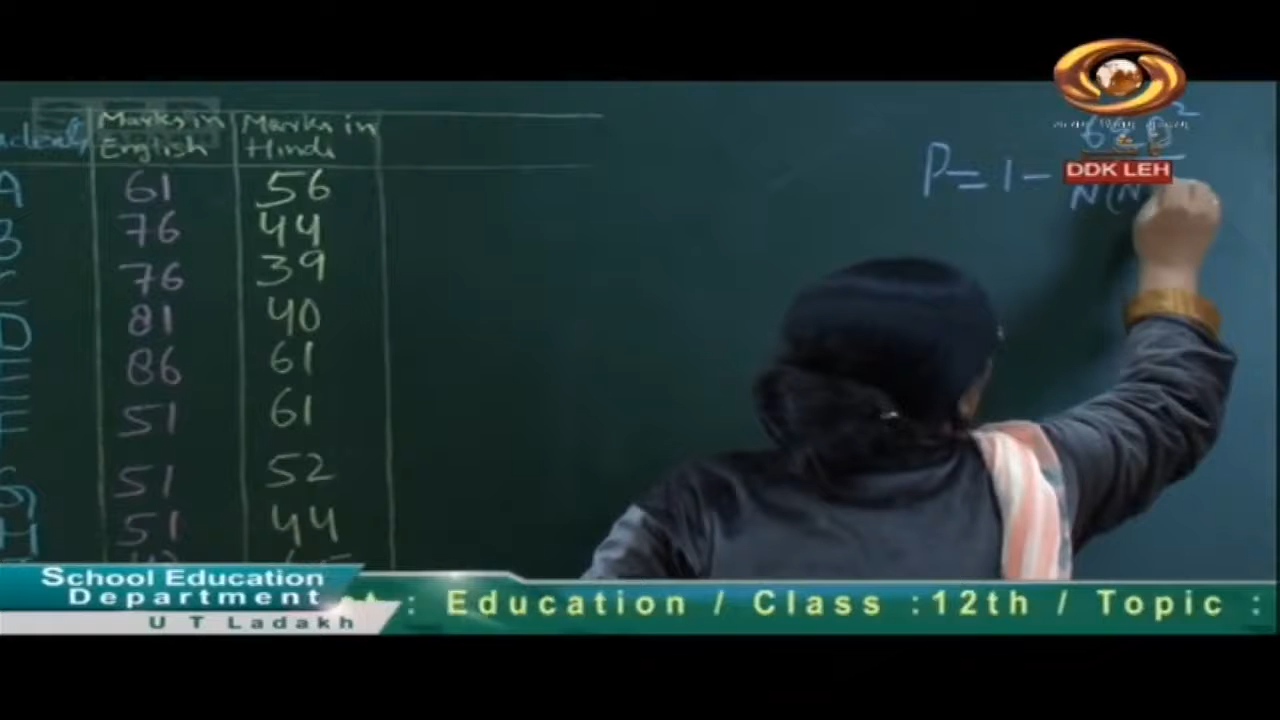 Marks in Marks in
English Hindi
A 61 56
B 76 44
76 39
D 81 40
E 86 61
F 51 61
G 51 52
H 51 44
P = 1 - 6ΣD²
N(N
DDK LEH
School Education
Department
U T Ladakh
: Education / Class :12th / Topic :